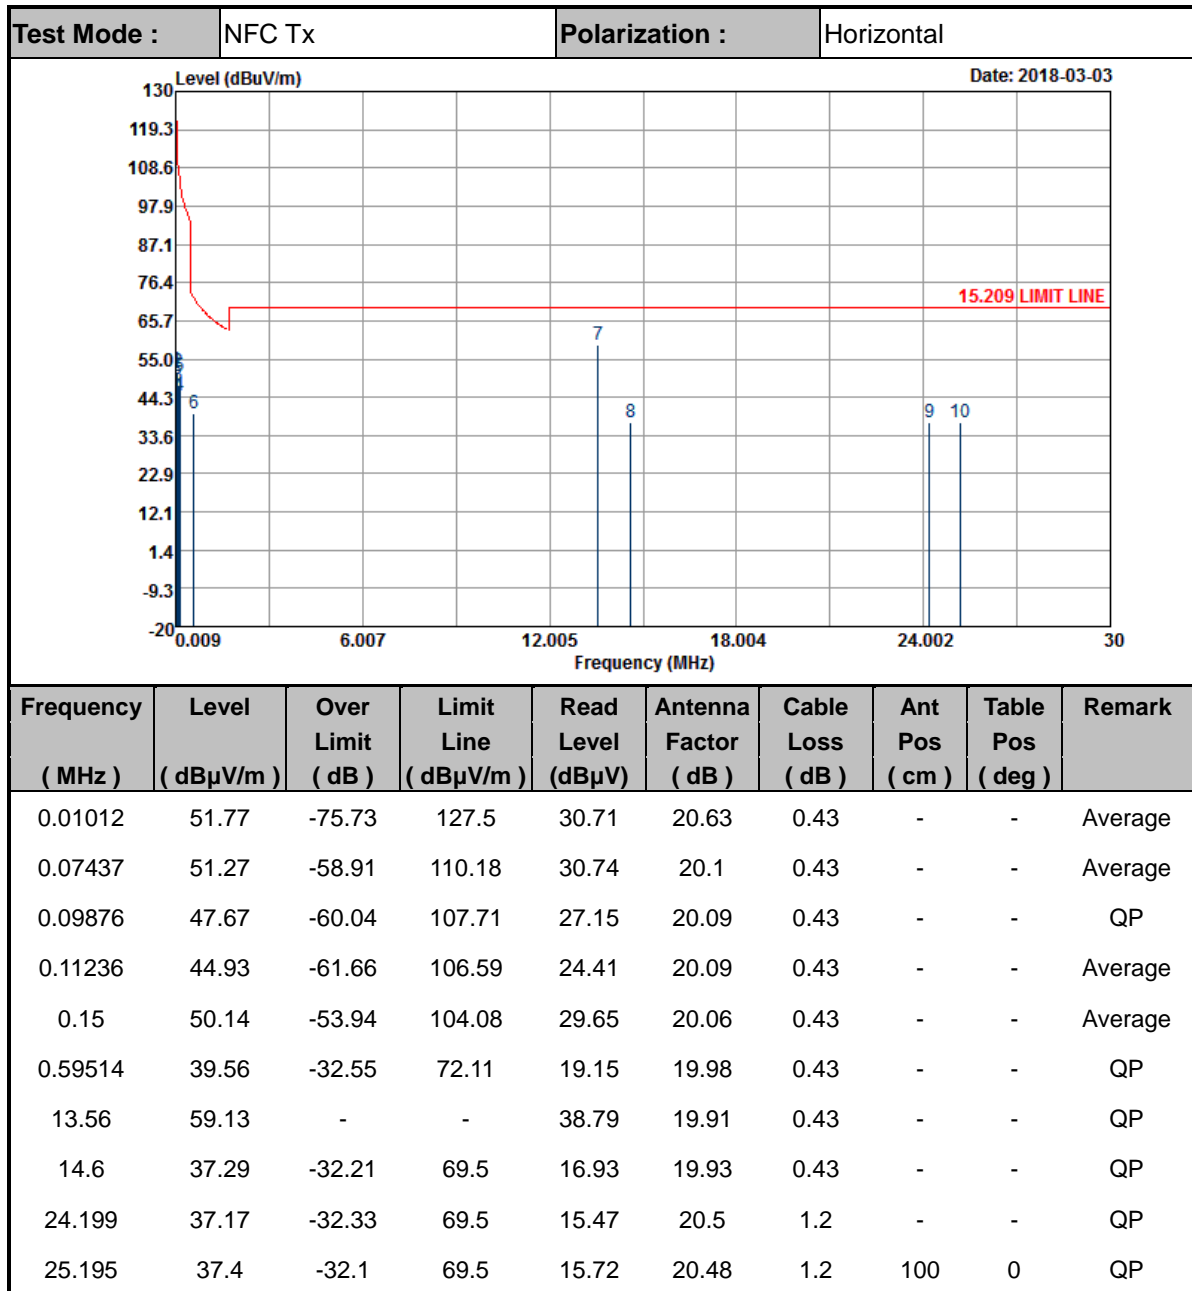 Test Mode : NFC Tx Polarization : Horizontal
Level (dBuV/m) Date: 2018-03-03
130
119.3
108.6
97.9
87.1
76.4
15.209 LIMIT LINE
65.7
7
55.0
44.3
6
8 9 10
33.6
22.9
12.1
1.4
-9.3
-20
0.009 6.007 12.005 18.004 24.002 30
Frequency (MHz)
Frequency Level Over Limit Read Antenna Cable Ant Table Remark
Limit Line Level Factor Loss Pos Pos
( MHz ) ( dBµV/m ) ( dB ) ( dBµV/m ) (dBµV) ( dB ) ( dB ) ( cm ) ( deg )
0.01012 51.77 -75.73 127.5 30.71 20.63 0.43 - - Average
0.07437 51.27 -58.91 110.18 30.74 20.1 0.43 - - Average
0.09876 47.67 -60.04 107.71 27.15 20.09 0.43 - - QP
0.11236 44.93 -61.66 106.59 24.41 20.09 0.43 - - Average
0.15 50.14 -53.94 104.08 29.65 20.06 0.43 - - Average
0.59514 39.56 -32.55 72.11 19.15 19.98 0.43 - - QP
13.56 59.13 - - 38.79 19.91 0.43 - - QP
14.6 37.29 -32.21 69.5 16.93 19.93 0.43 - - QP
24.199 37.17 -32.33 69.5 15.47 20.5 1.2 - - QP
25.195 37.4 -32.1 69.5 15.72 20.48 1.2 100 0 QP